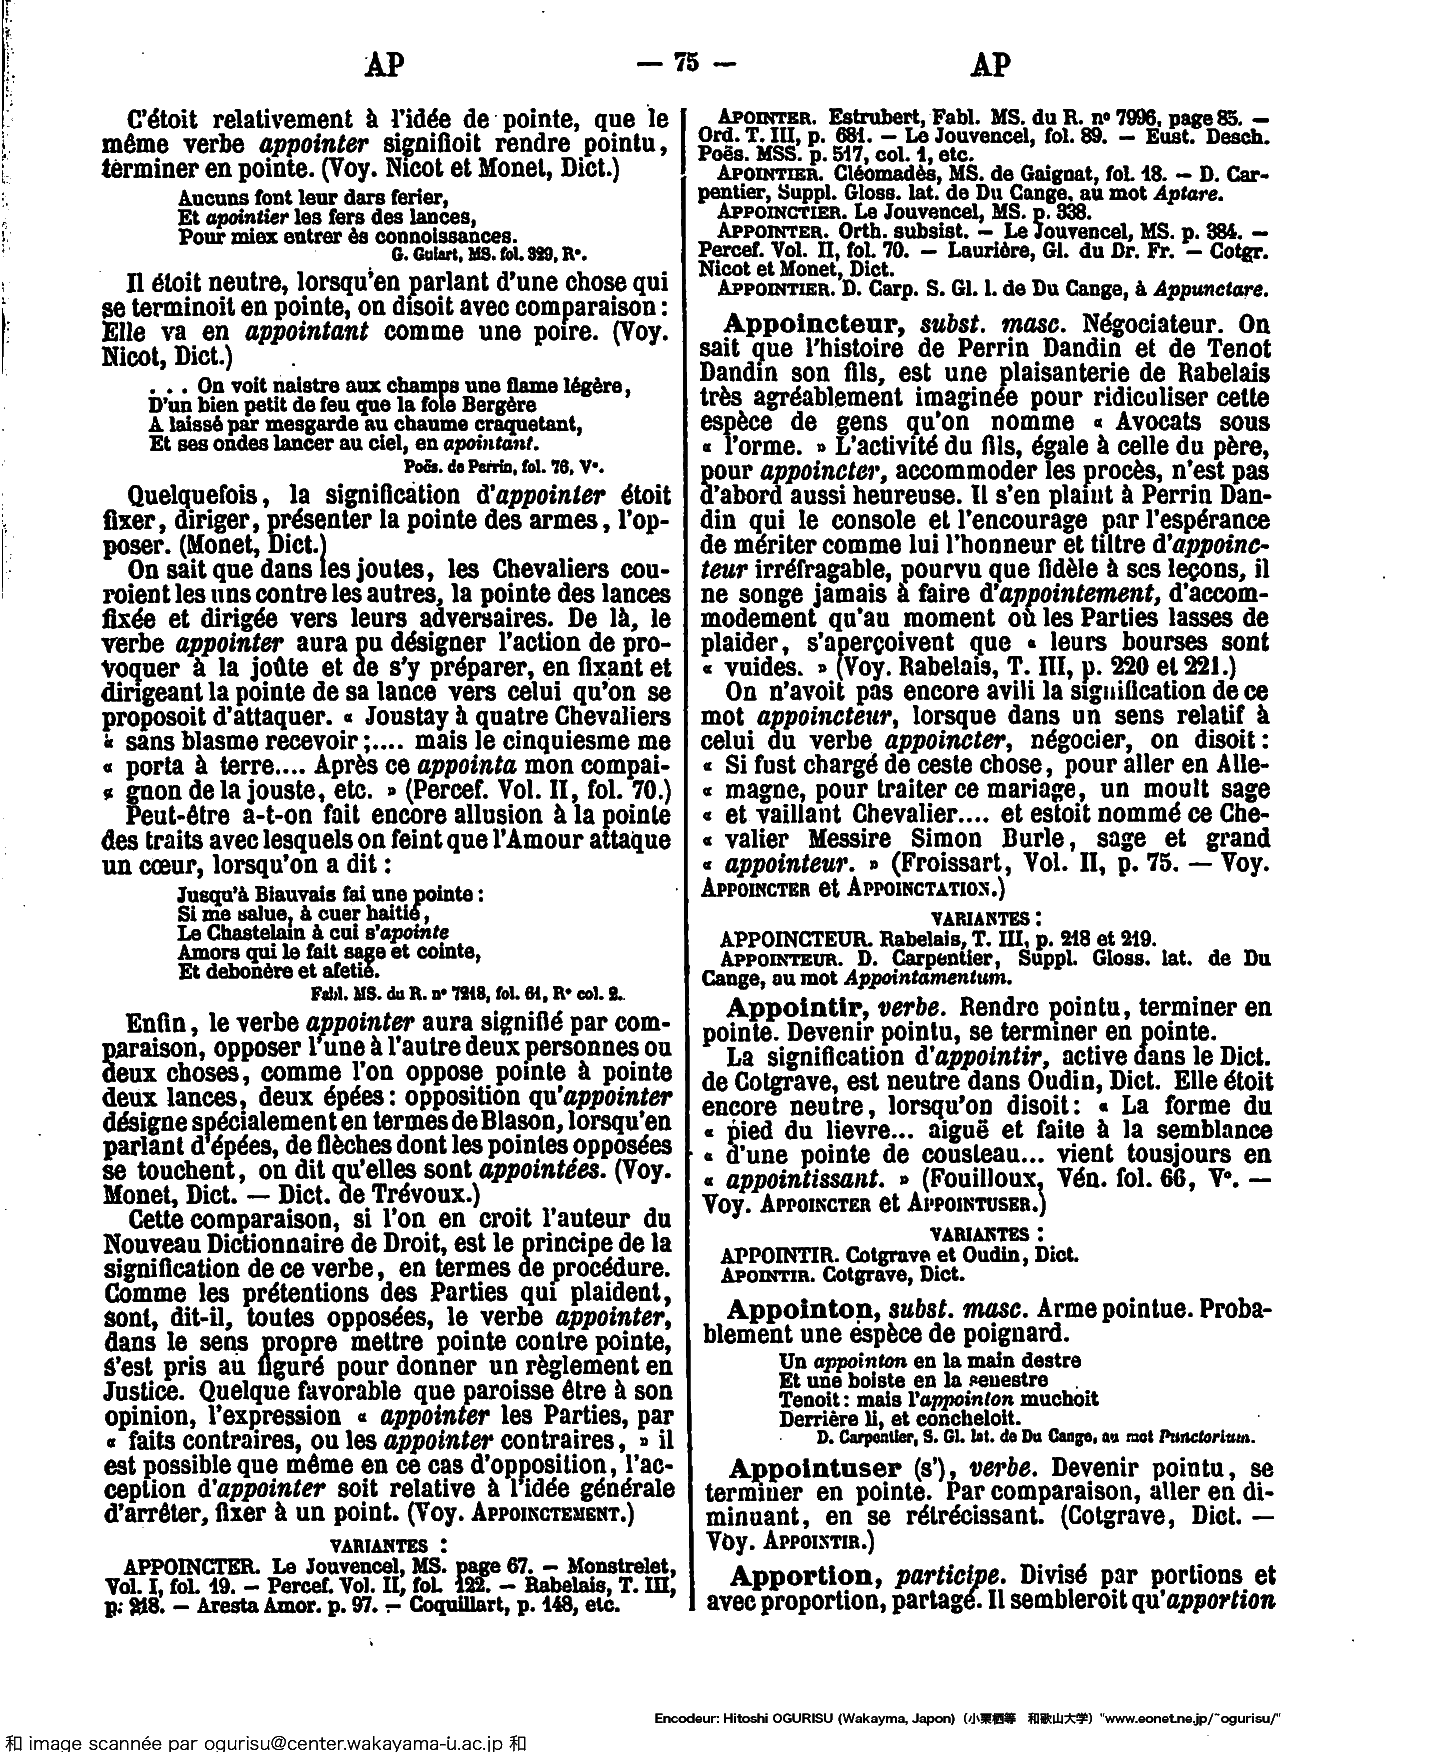 AP — 75 — AP
C'étoit relativement à l'idée de pointe, que le
même verbe appointer signifioit rendre pointu,
terminer en pointe. (Voy. Nicot et Monet, Dict.)
Aucuns font leur dars ferier,
Et apointier les fers des lances,
Pour miex entrer ès connoissances.
G. Guiart, MS. fol. 329, R°.
Il étoit neutre, lorsqu'en parlant d'une chose qui
se terminoit en pointe, on disoit avec comparaison :
Elle va en appointant comme une poire. (Voy.
Nicot, Dict.)
. . . On voit naistre aux champs une flame légère,
D'un bien petit de feu que la fole Bergère
A laissé par mesgarde au chaume craquetant,
Et ses ondes lancer au ciel, en apointant.
Poës. de Perrin, fol. 76, V°.
Quelquefois, la signification d'appointer étoit
fixer, diriger, présenter la pointe des armes, l'op-
poser. (Monet, Dict.)
On sait que dans les joutes, les Chevaliers cou-
roient les uns contre les autres, la pointe des lances
fixée et dirigée vers leurs adversaires. De là, le
verbe appointer aura pu désigner l'action de pro-
voquer à la joûte et de s'y préparer, en fixant et
dirigeant la pointe de sa lance vers celui qu'on se
proposoit d'attaquer. « Joustay à quatre Chevaliers
« sans blasme recevoir ;.... mais le cinquiesme me
« porta à terre.... Après ce appointa mon compai-
« gnon de la jouste, etc. » (Percef. Vol. II, fol. 70.)
Peut-être a-t-on fait encore allusion à la pointe
des traits avec lesquels on feint que l'Amour attaque
un cœur, lorsqu'on a dit :
Jusqu'à Biauvais fai une pointe :
Si me salue, à cuer haitié,
Le Chastelain à cui s'apointe
Amors qui le fait sage et cointe,
Et debonère et afetié.
Fabl. MS. du R. n° 7218, fol. 61, R° col. 2.
Enfin, le verbe appointer aura signifié par com-
paraison, opposer l'une à l'autre deux personnes ou
deux choses, comme l'on oppose pointe à pointe
deux lances, deux épées : opposition qu'appointer
désigne spécialement en termes de Blason, lorsqu'en
parlant d'épées, de flèches dont les pointes opposées
se touchent, on dit qu'elles sont appointées. (Voy.
Monet, Dict. — Dict. de Trévoux.)
Cette comparaison, si l'on en croit l'auteur du
Nouveau Dictionnaire de Droit, est le principe de la
signification de ce verbe, en termes de procédure.
Comme les prétentions des Parties qui plaident,
sont, dit-il, toutes opposées, le verbe appointer,
dans le sens propre mettre pointe contre pointe,
s'est pris au figuré pour donner un règlement en
Justice. Quelque favorable que paroisse être à son
opinion, l'expression « appointer les Parties, par
« faits contraires, ou les appointer contraires, » il
est possible que même en ce cas d'opposition, l'ac-
ception d'appointer soit relative à l'idée générale
d'arrêter, fixer à un point. (Voy. APPOINCTEMENT.)
VARIANTES :
APPOINCTER. Le Jouvencel, MS. page 67. — Monstrelet,
Vol. I, fol. 19. — Percef. Vol. II, fol. 122. — Rabelais, T. III,
p. 218. — Aresta Amor. p. 97. — Coquillart, p. 148, etc.
APOINTER. Estrubert, Fabl. MS. du R. n° 7996, page 85. —
Ord. T. III, p. 681. — Le Jouvencel, fol. 89. — Eust. Desch.
Poës. MSS. p. 517, col. 1, etc.
APOINTIER. Cléomadès, MS. de Gaignat, fol. 18. — D. Car-
pentier, Suppl. Gloss. lat. de Du Cange, au mot Aptare.
APPOINCTIER. Le Jouvencel, MS. p. 338.
APPOINTER. Orth. subsist. — Le Jouvencel, MS. p. 384. —
Percef. Vol. II, fol. 70. — Laurière, Gl. du Dr. Fr. — Cotgr.
Nicot et Monet, Dict.
APPOINTIER. D. Carp. S. Gl. l. de Du Cange, à Appunctare.
Appoincteur, subst. masc. Négociateur. On
sait que l'histoire de Perrin Dandin et de Tenot
Dandin son fils, est une plaisanterie de Rabelais
très agréablement imaginée pour ridiculiser cette
espèce de gens qu'on nomme « Avocats sous
« l'orme. » L'activité du fils, égale à celle du père,
pour appoincter, accommoder les procès, n'est pas
d'abord aussi heureuse. Il s'en plaint à Perrin Dan-
din qui le console et l'encourage par l'espérance
de mériter comme lui l'honneur et tiltre d'appoinc-
teur irréfragable, pourvu que fidèle à ses leçons, il
ne songe jamais à faire d'appointement, d'accom-
modement qu'au moment où les Parties lasses de
plaider, s'aperçoivent que « leurs bourses sont
« vuides. » (Voy. Rabelais, T. III, p. 220 et 221.)
On n'avoit pas encore avili la signification de ce
mot appoincteur, lorsque dans un sens relatif à
celui du verbe appoincter, négocier, on disoit :
« Si fust chargé de ceste chose, pour aller en Alle-
« magne, pour traiter ce mariage, un moult sage
« et vaillant Chevalier.... et estoit nommé ce Che-
« valier Messire Simon Burle, sage et grand
« appointeur. » (Froissart, Vol. II, p. 75. — Voy.
APPOINCTER et APPOINCTATION.)
VARIANTES :
APPOINCTEUR. Rabelais, T. III, p. 218 et 219.
APPOINTEUR. D. Carpentier, Suppl. Gloss. lat. de Du
Cange, au mot Appointamentum.
Appointir, verbe. Rendre pointu, terminer en
pointe. Devenir pointu, se terminer en pointe.
La signification d'appointir, active dans le Dict.
de Cotgrave, est neutre dans Oudin, Dict. Elle étoit
encore neutre, lorsqu'on disoit : « La forme du
« pied du lievre... aiguë et faite à la semblance
« d'une pointe de cousteau... vient tousjours en
« appointissant. » (Fouilloux, Vén. fol. 66, V°. —
Voy. APPOINCTER et APPOINTUSER.)
VARIANTES :
APPOINTIR. Cotgrave et Oudin, Dict.
APOINTIR. Cotgrave, Dict.
Appointon, subst. masc. Arme pointue. Proba-
blement une espèce de poignard.
Un appointon en la main destre
Et une boiste en la senestre
Tenoit : mais l'appointon muchoit
Derrière li, et concheloit.
D. Carpentier, S. Gl. lat. de Du Cange, au mot Punctorium.
Appointuser (s'), verbe. Devenir pointu, se
terminer en pointe. Par comparaison, aller en di-
minuant, en se rétrécissant. (Cotgrave, Dict. —
Voy. APPOINTIR.)
Apportion, participe. Divisé par portions et
avec proportion, partagé. Il sembleroit qu'apportion
Encodeur: Hitoshi OGURISU (Wakayma, Japon) (小栗栖等 和歌山大学) "www.eonet.ne.jp/~ogurisu/"
和 image scannée par ogurisu@center.wakayama-u.ac.jp 和